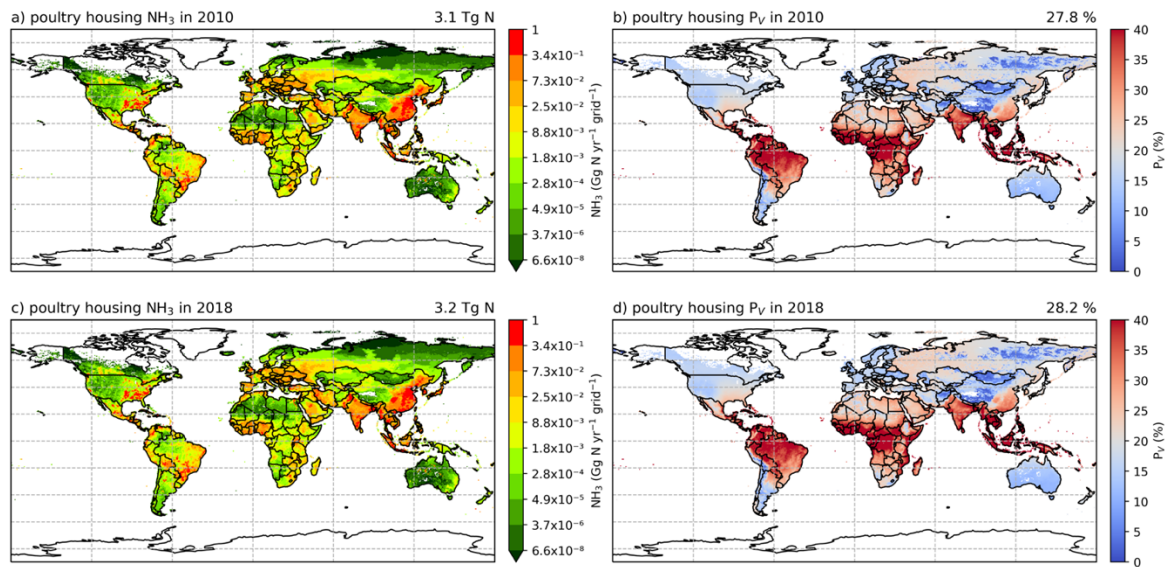 a) poultry housing NH₃ in 2010 3.1 Tg N
1
3.4x10⁻¹
7.3x10⁻²
2.5x10⁻²
8.8x10⁻³
1.8x10⁻³
2.8x10⁻⁴
4.9x10⁻⁵
3.7x10⁻⁶
6.6x10⁻⁸
NH₃ (Gg N yr⁻¹ grid⁻¹)
b) poultry housing P_V in 2010 27.8 %
40
35
30
25
20
15
10
5
0
P_V (%)
c) poultry housing NH₃ in 2018 3.2 Tg N
1
3.4x10⁻¹
7.3x10⁻²
2.5x10⁻²
8.8x10⁻³
1.8x10⁻³
2.8x10⁻⁴
4.9x10⁻⁵
3.7x10⁻⁶
6.6x10⁻⁸
NH₃ (Gg N yr⁻¹ grid⁻¹)
d) poultry housing P_V in 2018 28.2 %
40
35
30
25
20
15
10
5
0
P_V (%)